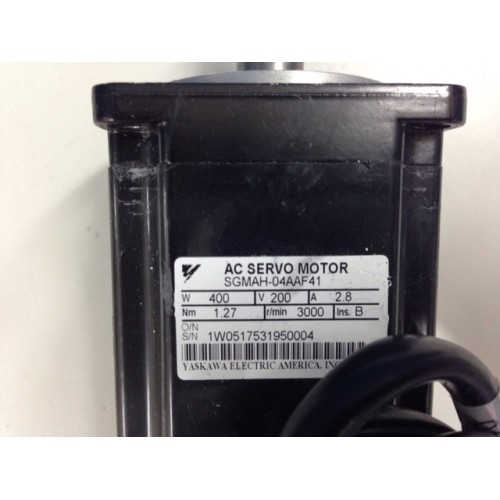 AC SERVO MOTOR
SGMAH-04AAF41
W 400 V 200 A 2.8
Nm 1.27 r/min 3000 Ins. B
O/N
S/N 1W0517531950004
YASKAWA ELECTRIC AMERICA, INC